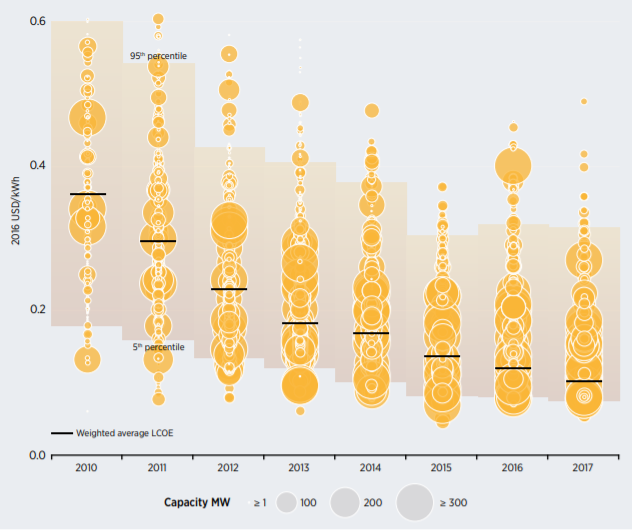 0.6
95th percentile
0.4
2016 USD/kWh
0.2
5th percentile
Weighted average LCOE
0.0
2010 2011 2012 2013 2014 2015 2016 2017
Capacity MW ≥ 1 100 200 ≥ 300